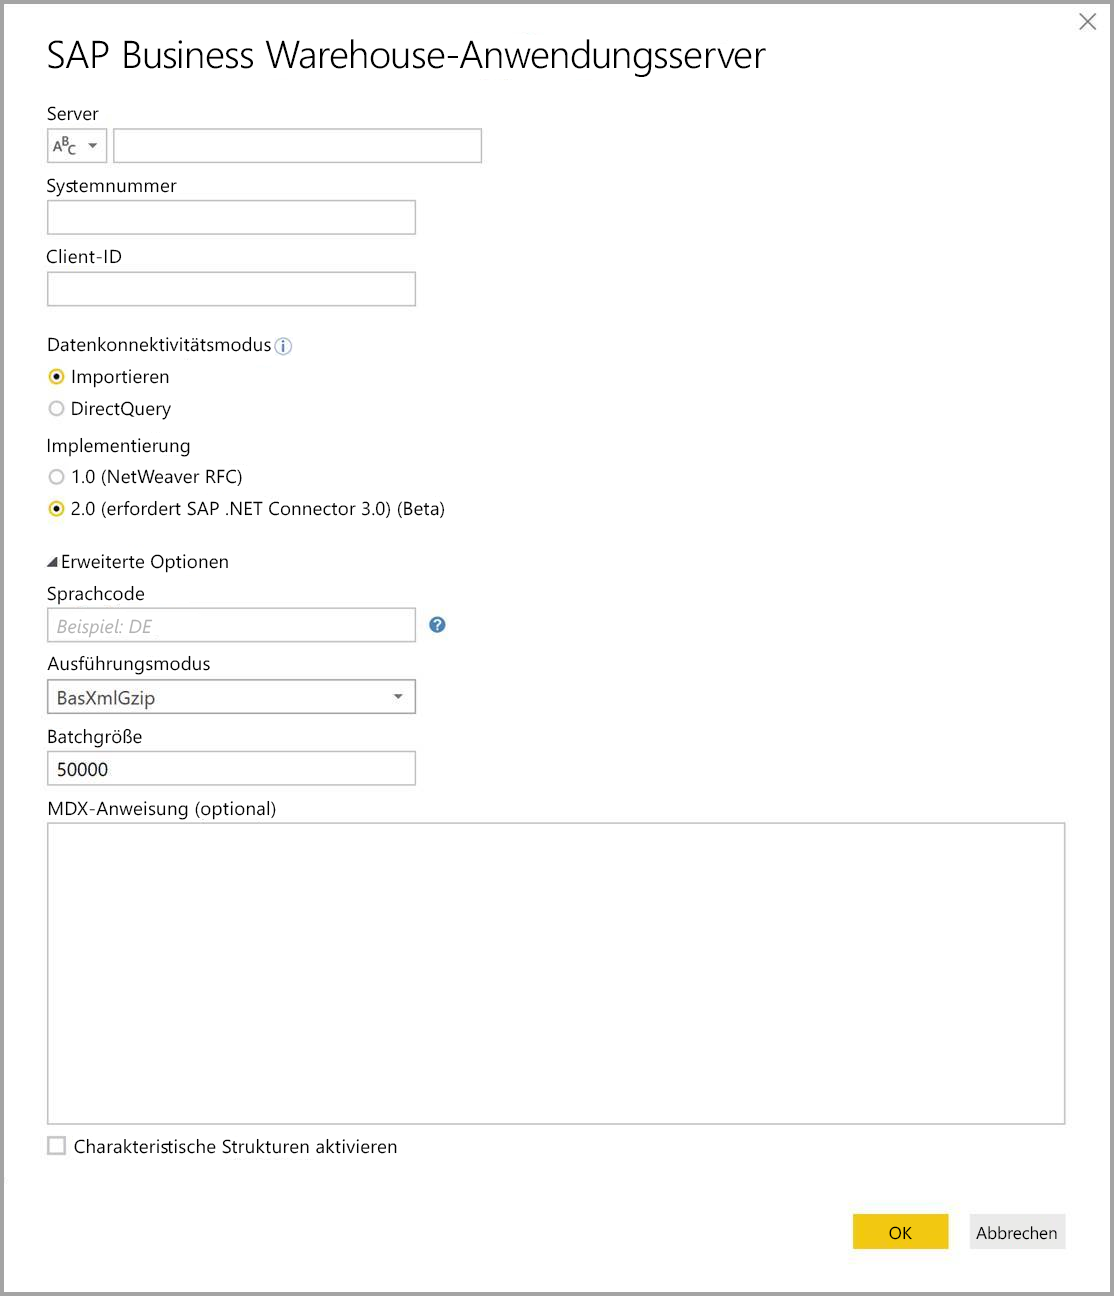 SAP Business Warehouse-Anwendungsserver
Server
ABC
Systemnummer
Client-ID
Datenkonnektivitätsmodus
Importieren
DirectQuery
Implementierung
1.0 (NetWeaver RFC)
2.0 (erfordert SAP .NET Connector 3.0) (Beta)
Erweiterte Optionen
Sprachcode
Beispiel: DE
Ausführungsmodus
BasXmlGzip
Batchgröße
50000
MDX-Anweisung (optional)
Charakteristische Strukturen aktivieren
OK Abbrechen